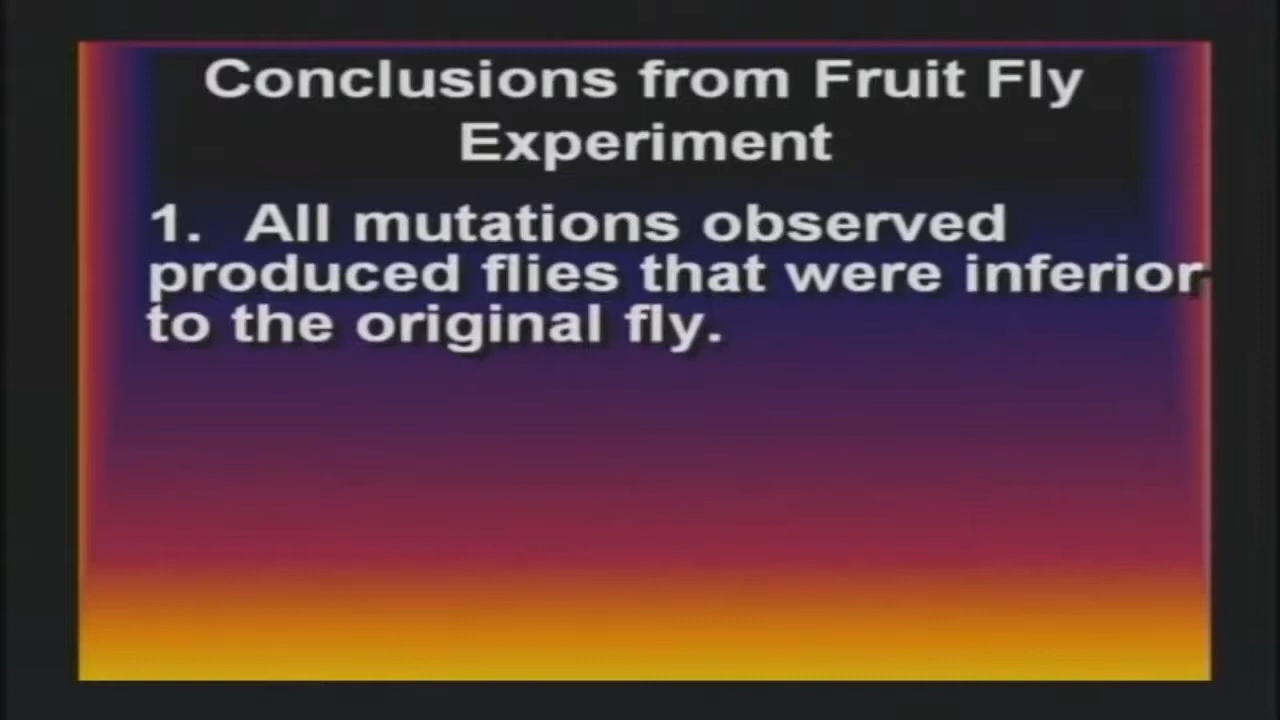 Conclusions from Fruit Fly
Experiment
1. All mutations observed
produced flies that were inferior
to the original fly.